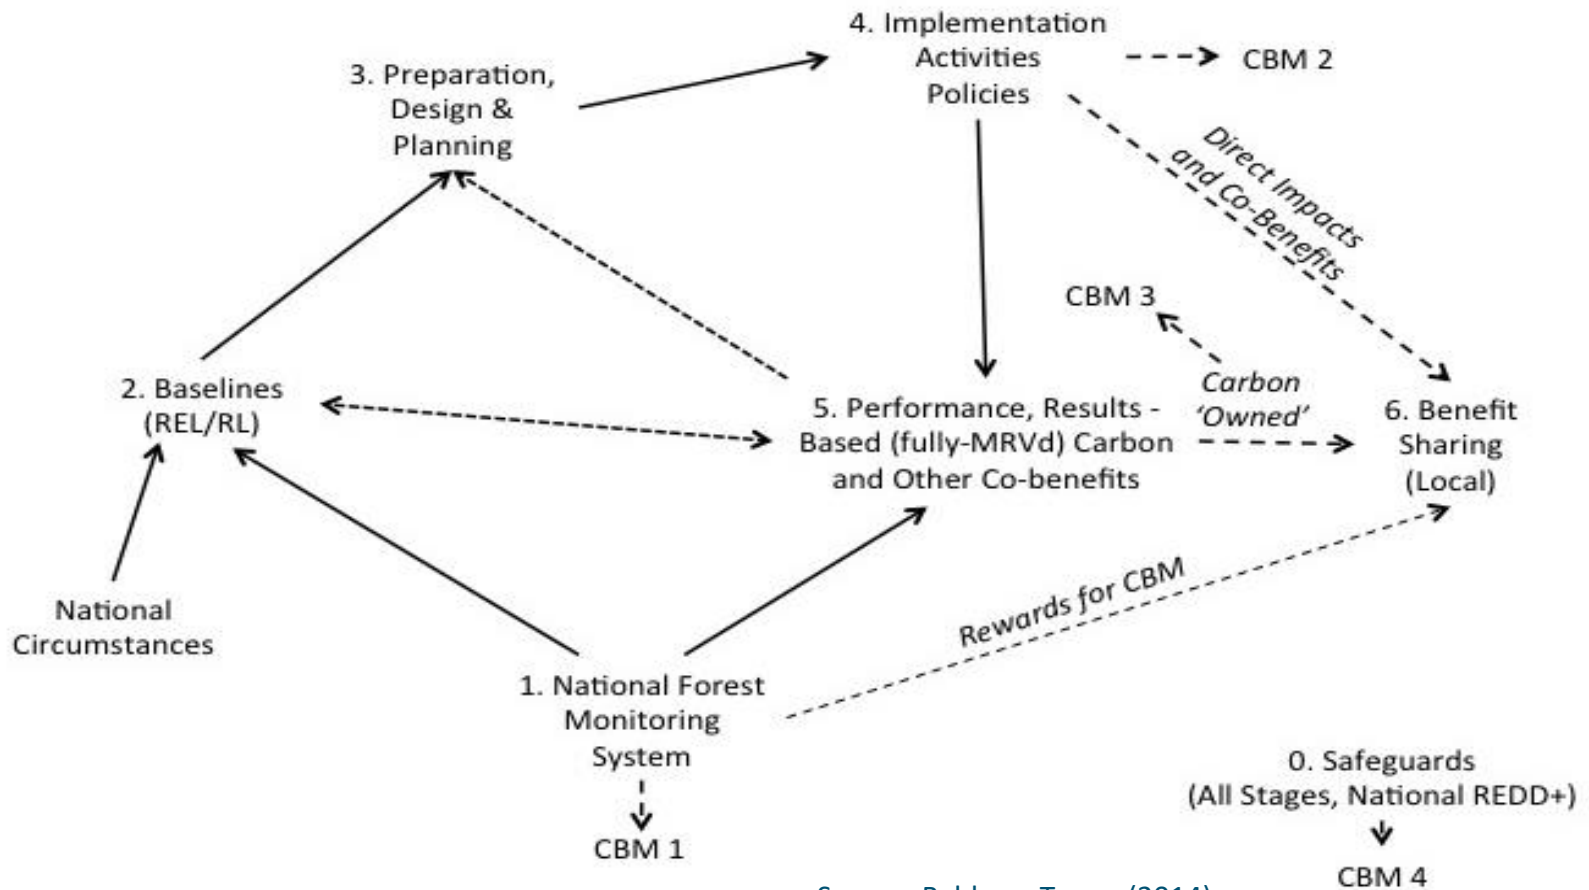 4. Implementation
Activities
Policies
CBM 2
3. Preparation,
Design &
Planning
Direct Impacts
and Co-Benefits
CBM 3
2. Baselines
(REL/RL)
Carbon
‘Owned’
5. Performance, Results -
Based (fully-MRVd) Carbon
and Other Co-benefits
6. Benefit
Sharing
(Local)
National
Circumstances
Rewards for CBM
1. National Forest
Monitoring
System
CBM 1
0. Safeguards
(All Stages, National REDD+)
CBM 4
(2014)